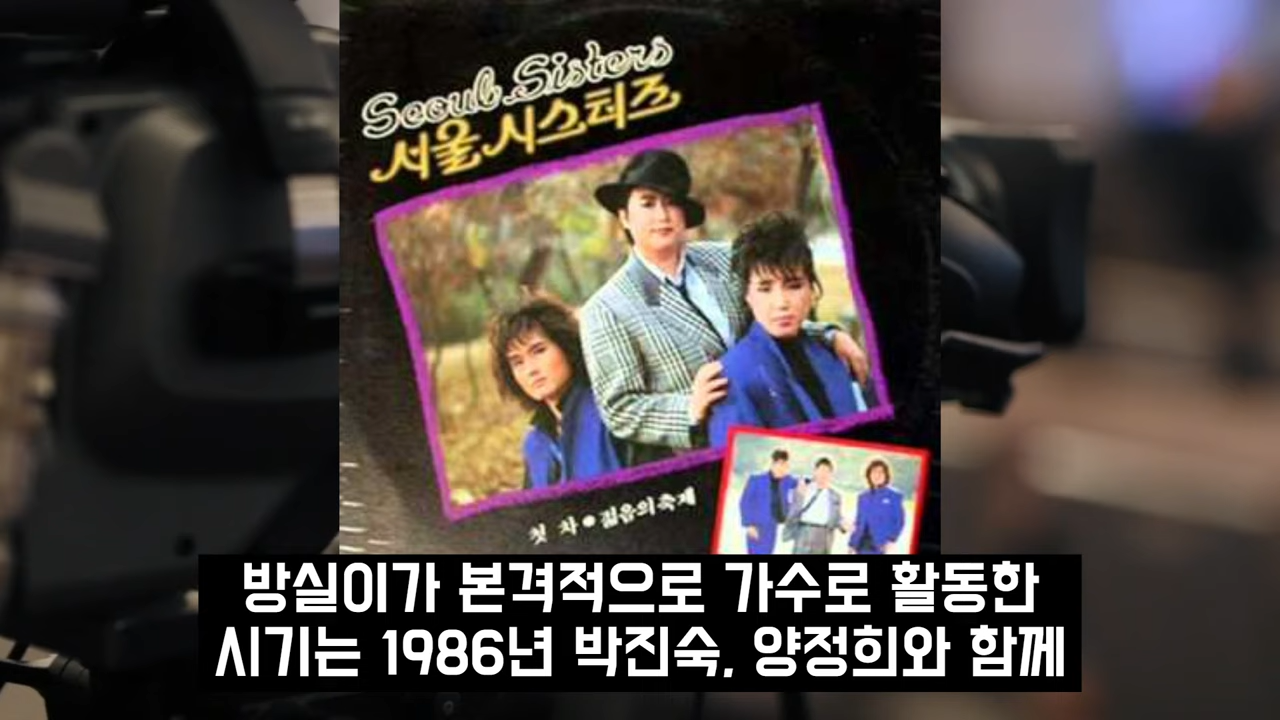 Seoul Sisters
서울시스터즈
첫차●젊음의축제
방실이가 본격적으로 가수로 활동한
시기는 1986년 박진숙, 양정희와 함께